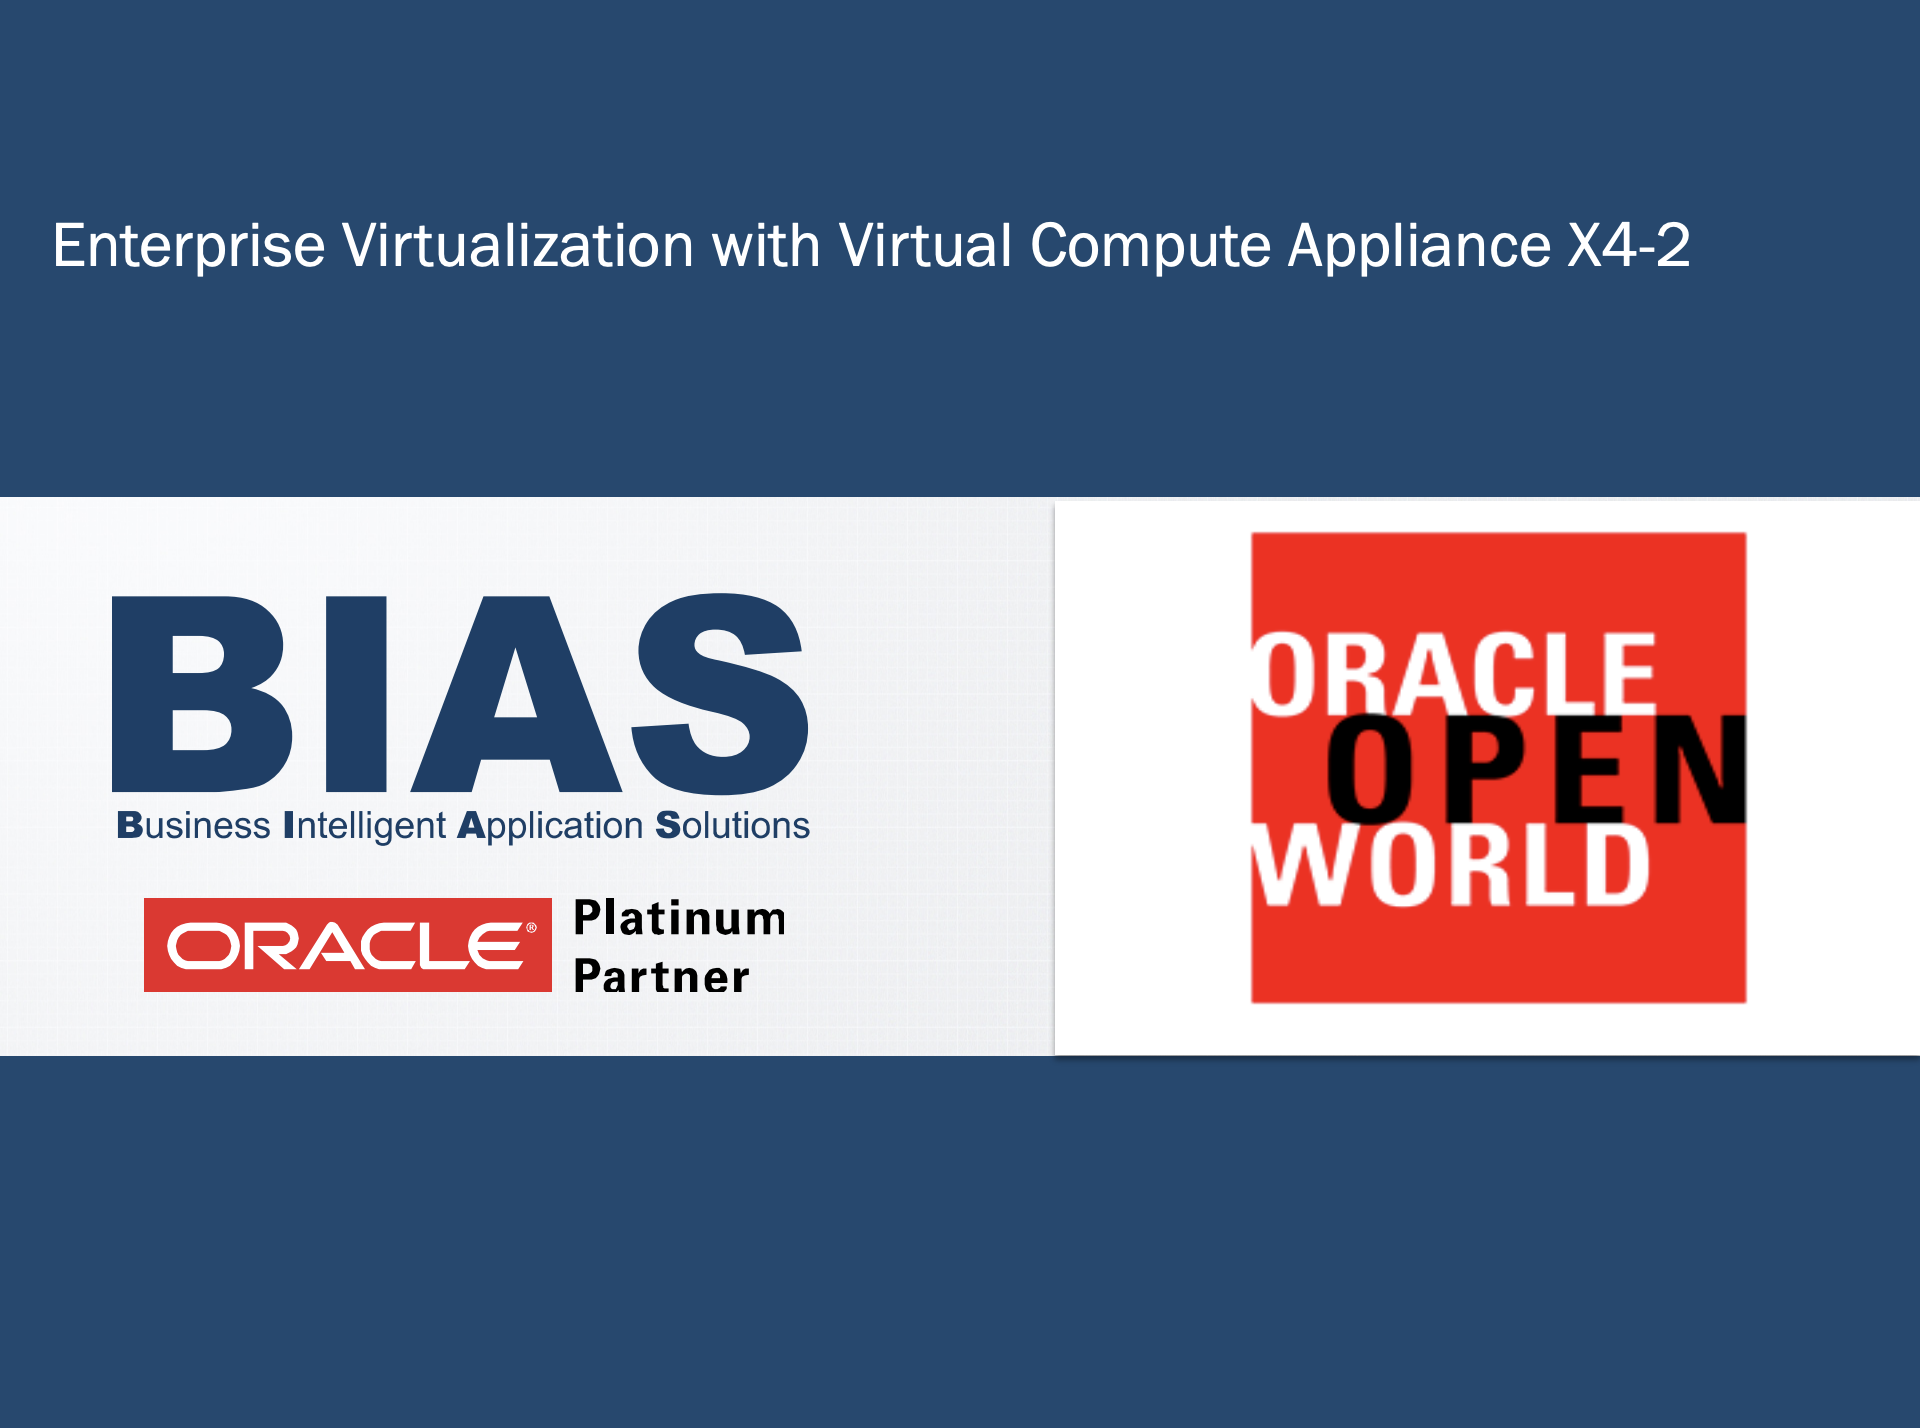 Enterprise Virtualization with Virtual Compute Appliance X4-2
BIAS
Business Intelligent Application Solutions
ORACLE®
Platinum
Partner
ORACLE
OPEN
WORLD